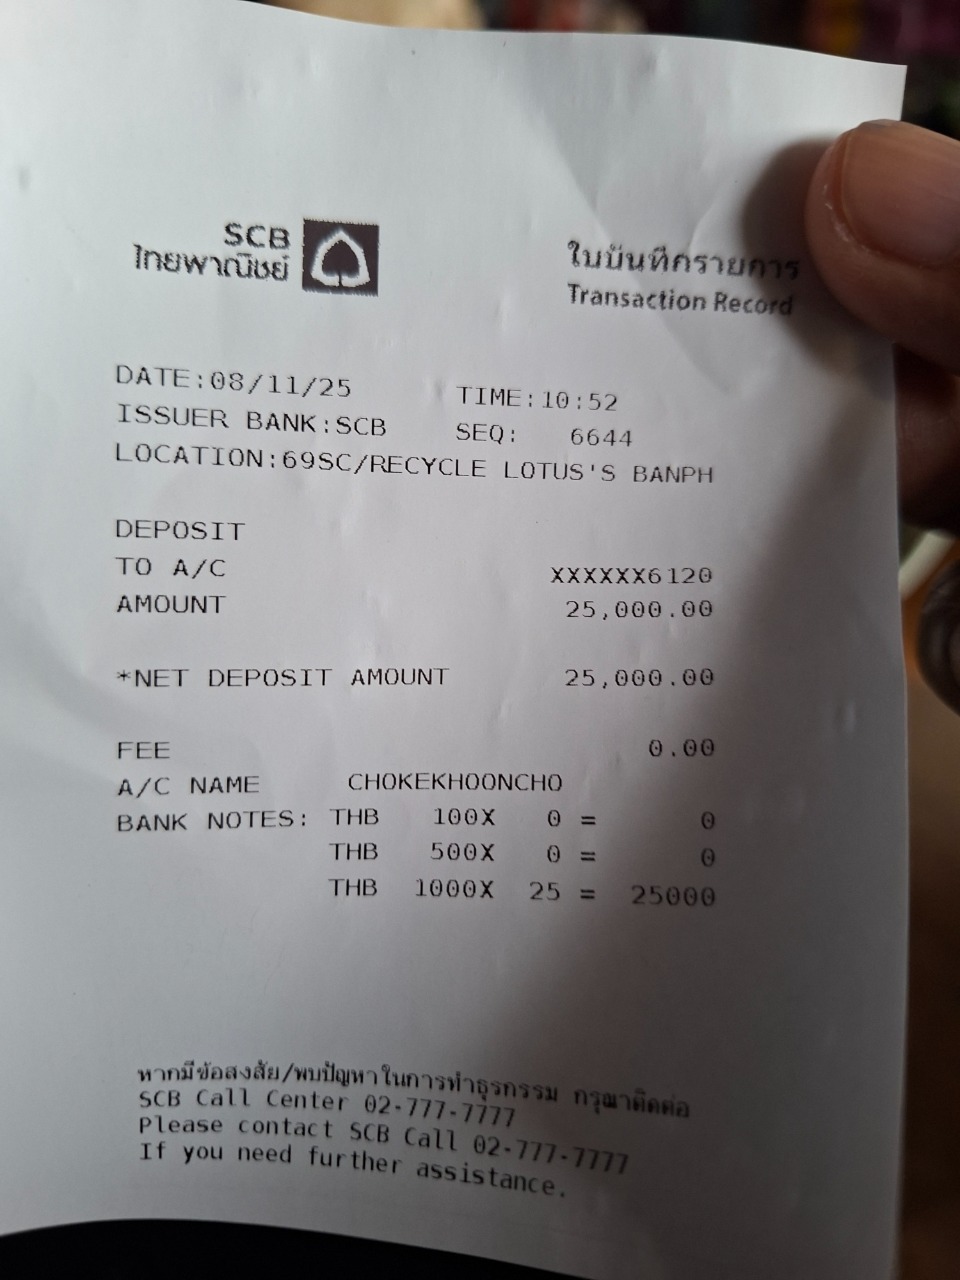 SCB
ไทยพาณิชย์
ใบบันทึกรายการ
Transaction Record
DATE:08/11/25 TIME:10:52
ISSUER BANK:SCB SEQ: 6644
LOCATION:69SC/RECYCLE LOTUS'S BANPH
DEPOSIT
TO A/C XXXXXX6120
AMOUNT 25,000.00
*NET DEPOSIT AMOUNT 25,000.00
FEE 0.00
A/C NAME CHOKEKHOONCHO
BANK NOTES: THB 100X 0 = 0
THB 500X 0 = 0
THB 1000X 25 = 25000
หากมีข้อสงสัย/พบปัญหาในการทำธุรกรรม กรุณาติดต่อ
SCB Call Center 02-777-7777
Please contact SCB Call 02-777-7777
If you need further assistance.